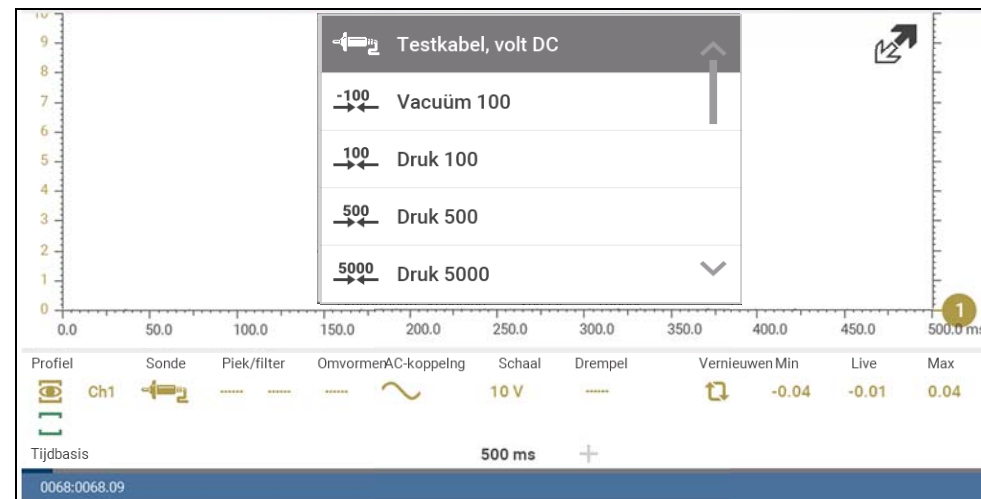 10
Testkabel, volt DC
9
8
-100 Vacuüm 100
7
6
100 Druk 100
5
4
500 Druk 500
3
2
5000 Druk 5000
1
0
1
0.0 50.0 100.0 150.0 200.0 250.0 300.0 350.0 400.0 450.0 500.0 ms
Profiel Sonde Piek/filter Omvormen AC-koppelng Schaal Drempel Vernieuwen Min Live Max
Ch1 ----- ----- ----- 10 V ----- -0.04 -0.01 0.04
Tijdbasis 500 ms
0068:0068.09